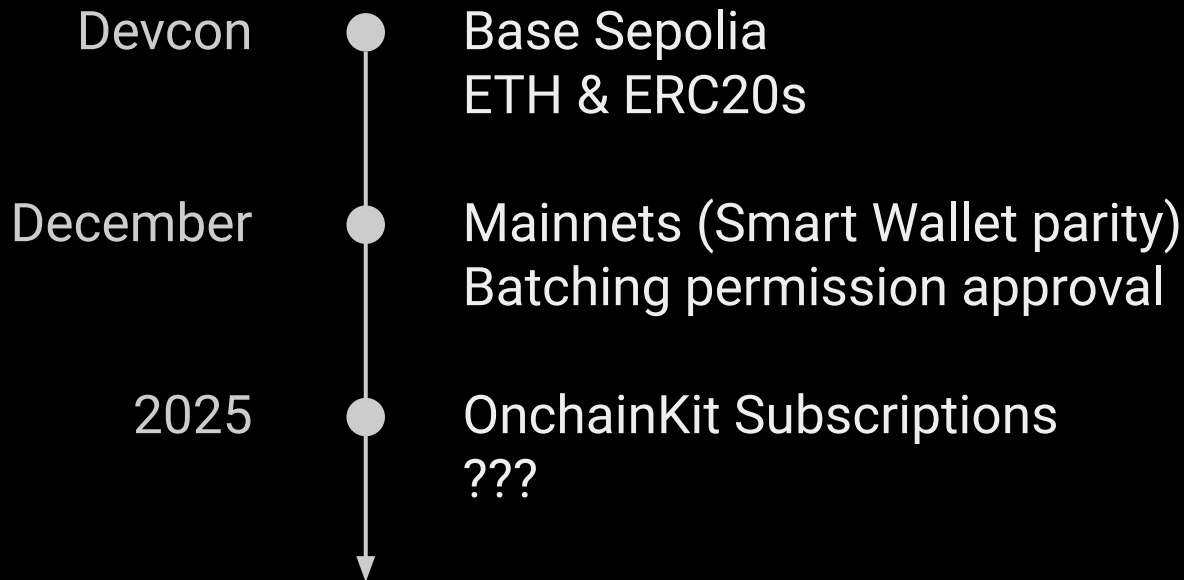 Devcon
Base Sepolia
ETH & ERC20s
December
Mainnets (Smart Wallet parity)
Batching permission approval
2025
OnchainKit Subscriptions
???